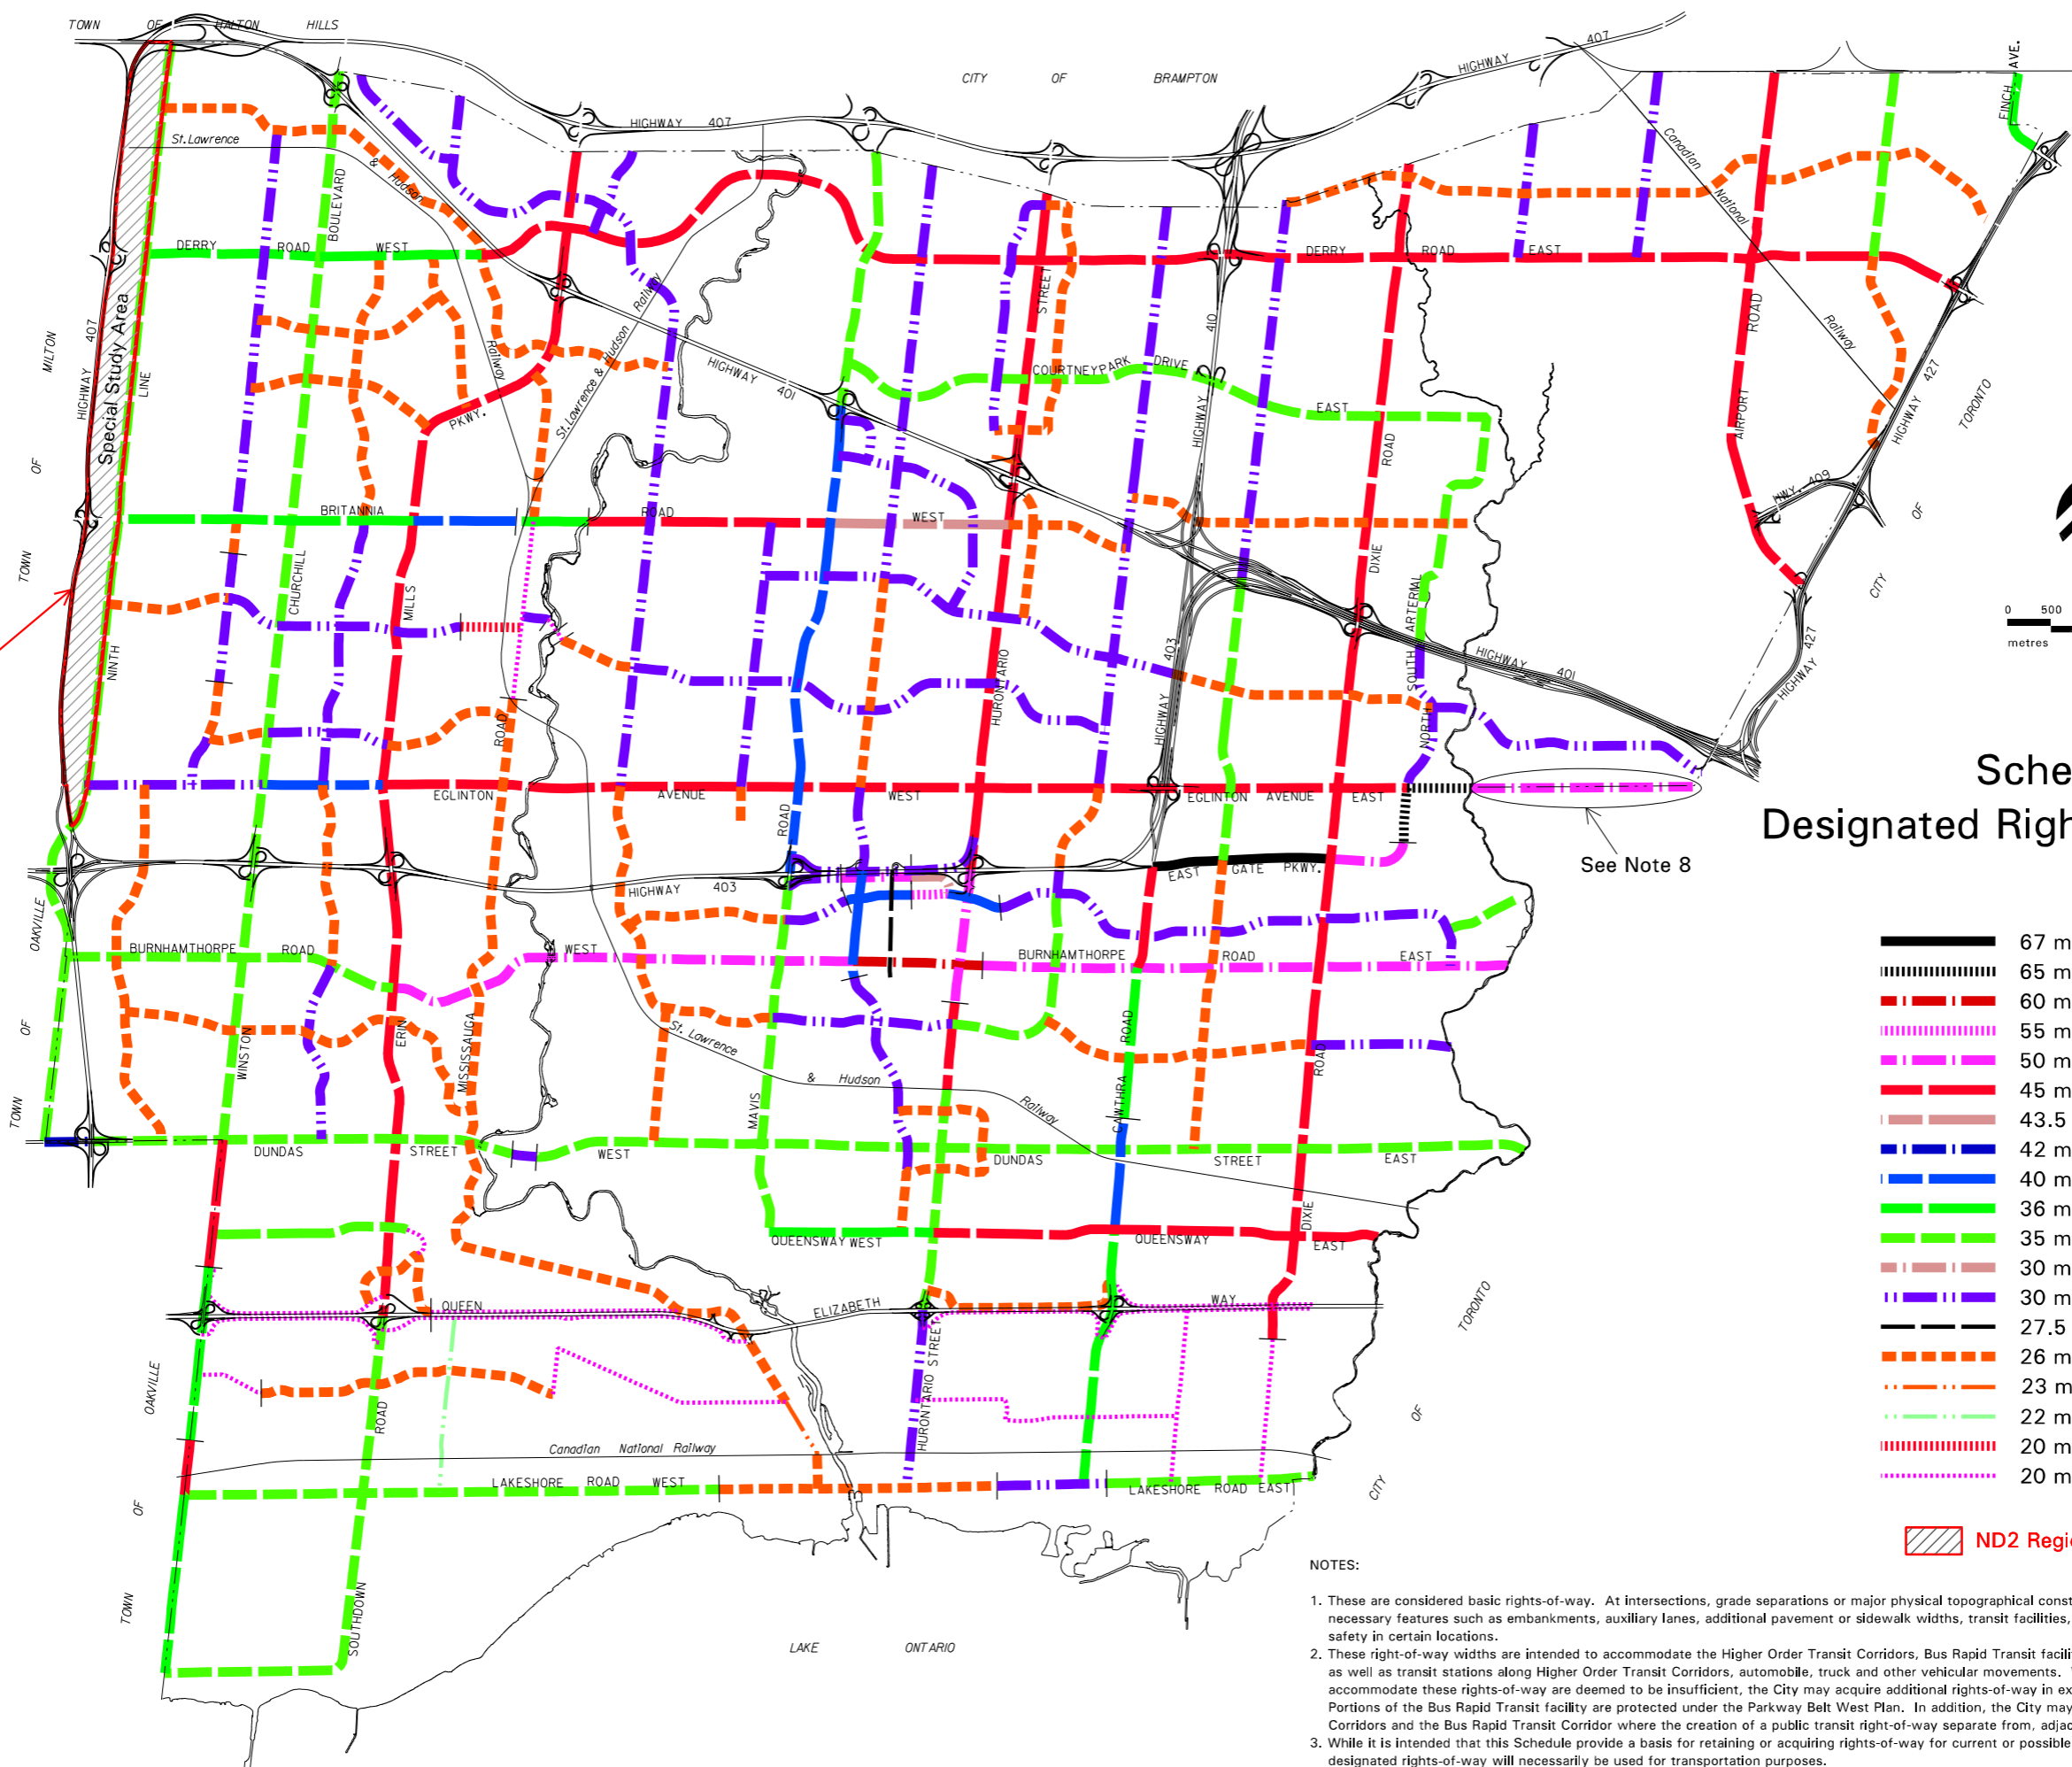 TOWN OF HALTON HILLS
CITY OF BRAMPTON
HIGHWAY 407
HIGHWAY 407
FINCH AVE.
St.Lawrence & Hudson Railway
BOULEVARD
DERRY ROAD WEST
DERRY ROAD EAST
Canadian National Railway
STREET
410
HIGHWAY
ROAD
AIRPORT
HIGHWAY 427
TORONTO
OF
CITY
MILTON
OF
TOWN
HIGHWAY 407
Special Study Area
LINE
NINTH
PKWY.
St.Lawrence & Hudson Railway
HIGHWAY 401
COURTNEYPARK DRIVE EAST
ROAD
DIXIE
HWY. 409
BRITANNIA ROAD WEST
CHURCHILL
MILLS
SOUTH ARTERNAL
NORTH
HIGHWAY 401
427
HIGHWAY
0 500
metres
HURONTARIO
403
HIGHWAY
ROAD
EGLINTON AVENUE WEST
EGLINTON AVENUE EAST
ROAD
Sche
Designated Righ
See Note 8
EAST GATE PKWY.
HIGHWAY 403
OAKVILLE
OF
TOWN
BURNHAMTHORPE ROAD WEST
BURNHAMTHORPE ROAD EAST
WINSTON
ERIN
MISSISSAUGA
St. Lawrence & Hudson Railway
MAVIS
ROAD
CAWTHRA
ROAD
DUNDAS STREET WEST
DUNDAS STREET EAST
DIXIE
QUEENSWAY WEST
QUEENSWAY EAST
QUEEN ELIZABETH WAY
TORONTO
OF
CITY
HURONTARIO STREET
OAKVILLE
OF
TOWN
ROAD
SOUTHDOWN
Canadian National Railway
LAKESHORE ROAD WEST
LAKESHORE ROAD EAST
LAKE ONTARIO
67 m
65 m
60 m
55 m
50 m
45 m
43.5
42 m
40 m
36 m
35 m
30 m
30 m
27.5
26 m
23 m
22 m
20 m
20 m
ND2 Regi
NOTES:
1. These are considered basic rights-of-way. At intersections, grade separations or major physical topographical const
necessary features such as embankments, auxiliary lanes, additional pavement or sidewalk widths, transit facilities,
safety in certain locations.
2. These right-of-way widths are intended to accommodate the Higher Order Transit Corridors, Bus Rapid Transit facili
as well as transit stations along Higher Order Transit Corridors, automobile, truck and other vehicular movements.
accommodate these rights-of-way are deemed to be insufficient, the City may acquire additional rights-of-way in ex
Portions of the Bus Rapid Transit facility are protected under the Parkway Belt West Plan. In addition, the City may
Corridors and the Bus Rapid Transit Corridor where the creation of a public transit right-of-way separate from, adjac
3. While it is intended that this Schedule provide a basis for retaining or acquiring rights-of-way for current or possible
designated rights-of-way will necessarily be used for transportation purposes.